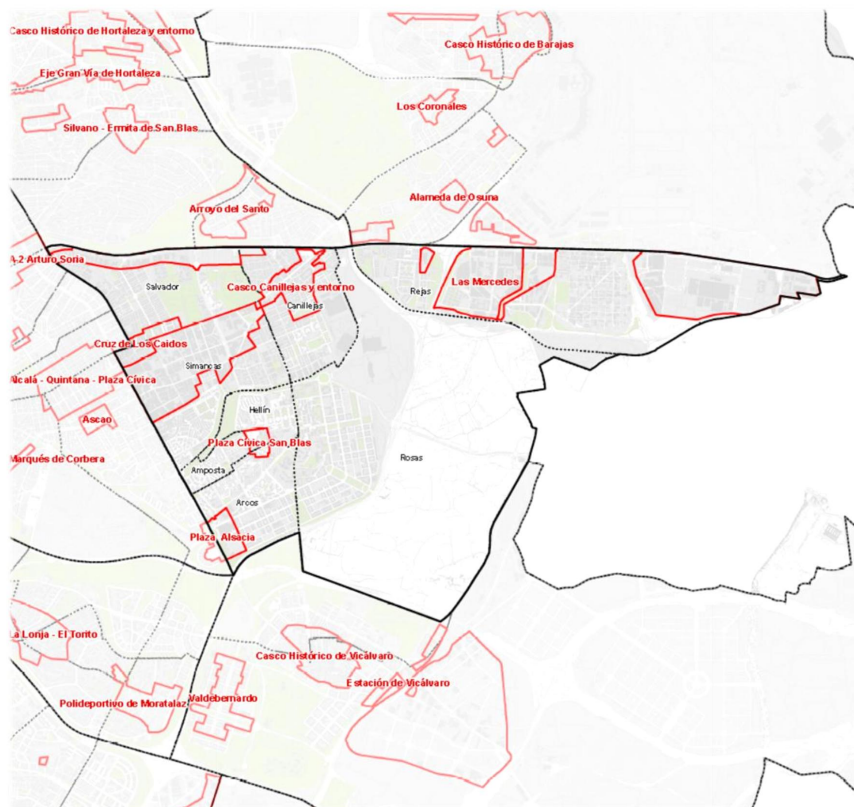 Casco Histórico de Hortaleza y entorno
Casco Histórico de Barajas
Eje Gran Vía de Hortaleza
Los Coronales
Silvano - Ermita de San Blas
Alameda de Osuna
Arroyo del Santo
A-2 Arturo Soria
Salvador
Casco Canillejas y entorno
Las Mercedes
Rejas
Canillejas
Cruz de Los Caidos
Simancas
Alcalá - Quintana - Plaza Cívica
Hellín
Ascao
Plaza Cívica San Blas
Marqués de Corbera
Rosas
Amposta
Arcos
Plaza, Alsacia
La Lonja - El Torito
Casco Histórico de Vicálvaro
Estación de Vicálvaro
Polideportivo de Moratalaz
Valdebernardo